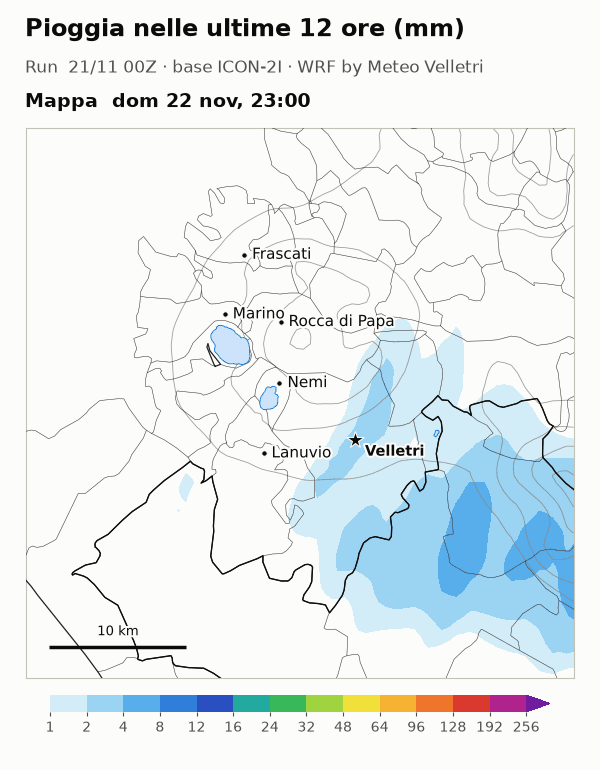 Pioggia nelle ultime 12 ore (mm)
Run 21/11 00Z · base ICON-2I · WRF by Meteo Velletri
Mappa dom 22 nov, 23:00
Frascati
Marino
Rocca di Papa
Nemi
Velletri
Lanuvio
10 km
1 2 4 8 12 16 24 32 48 64 96 128 192 256